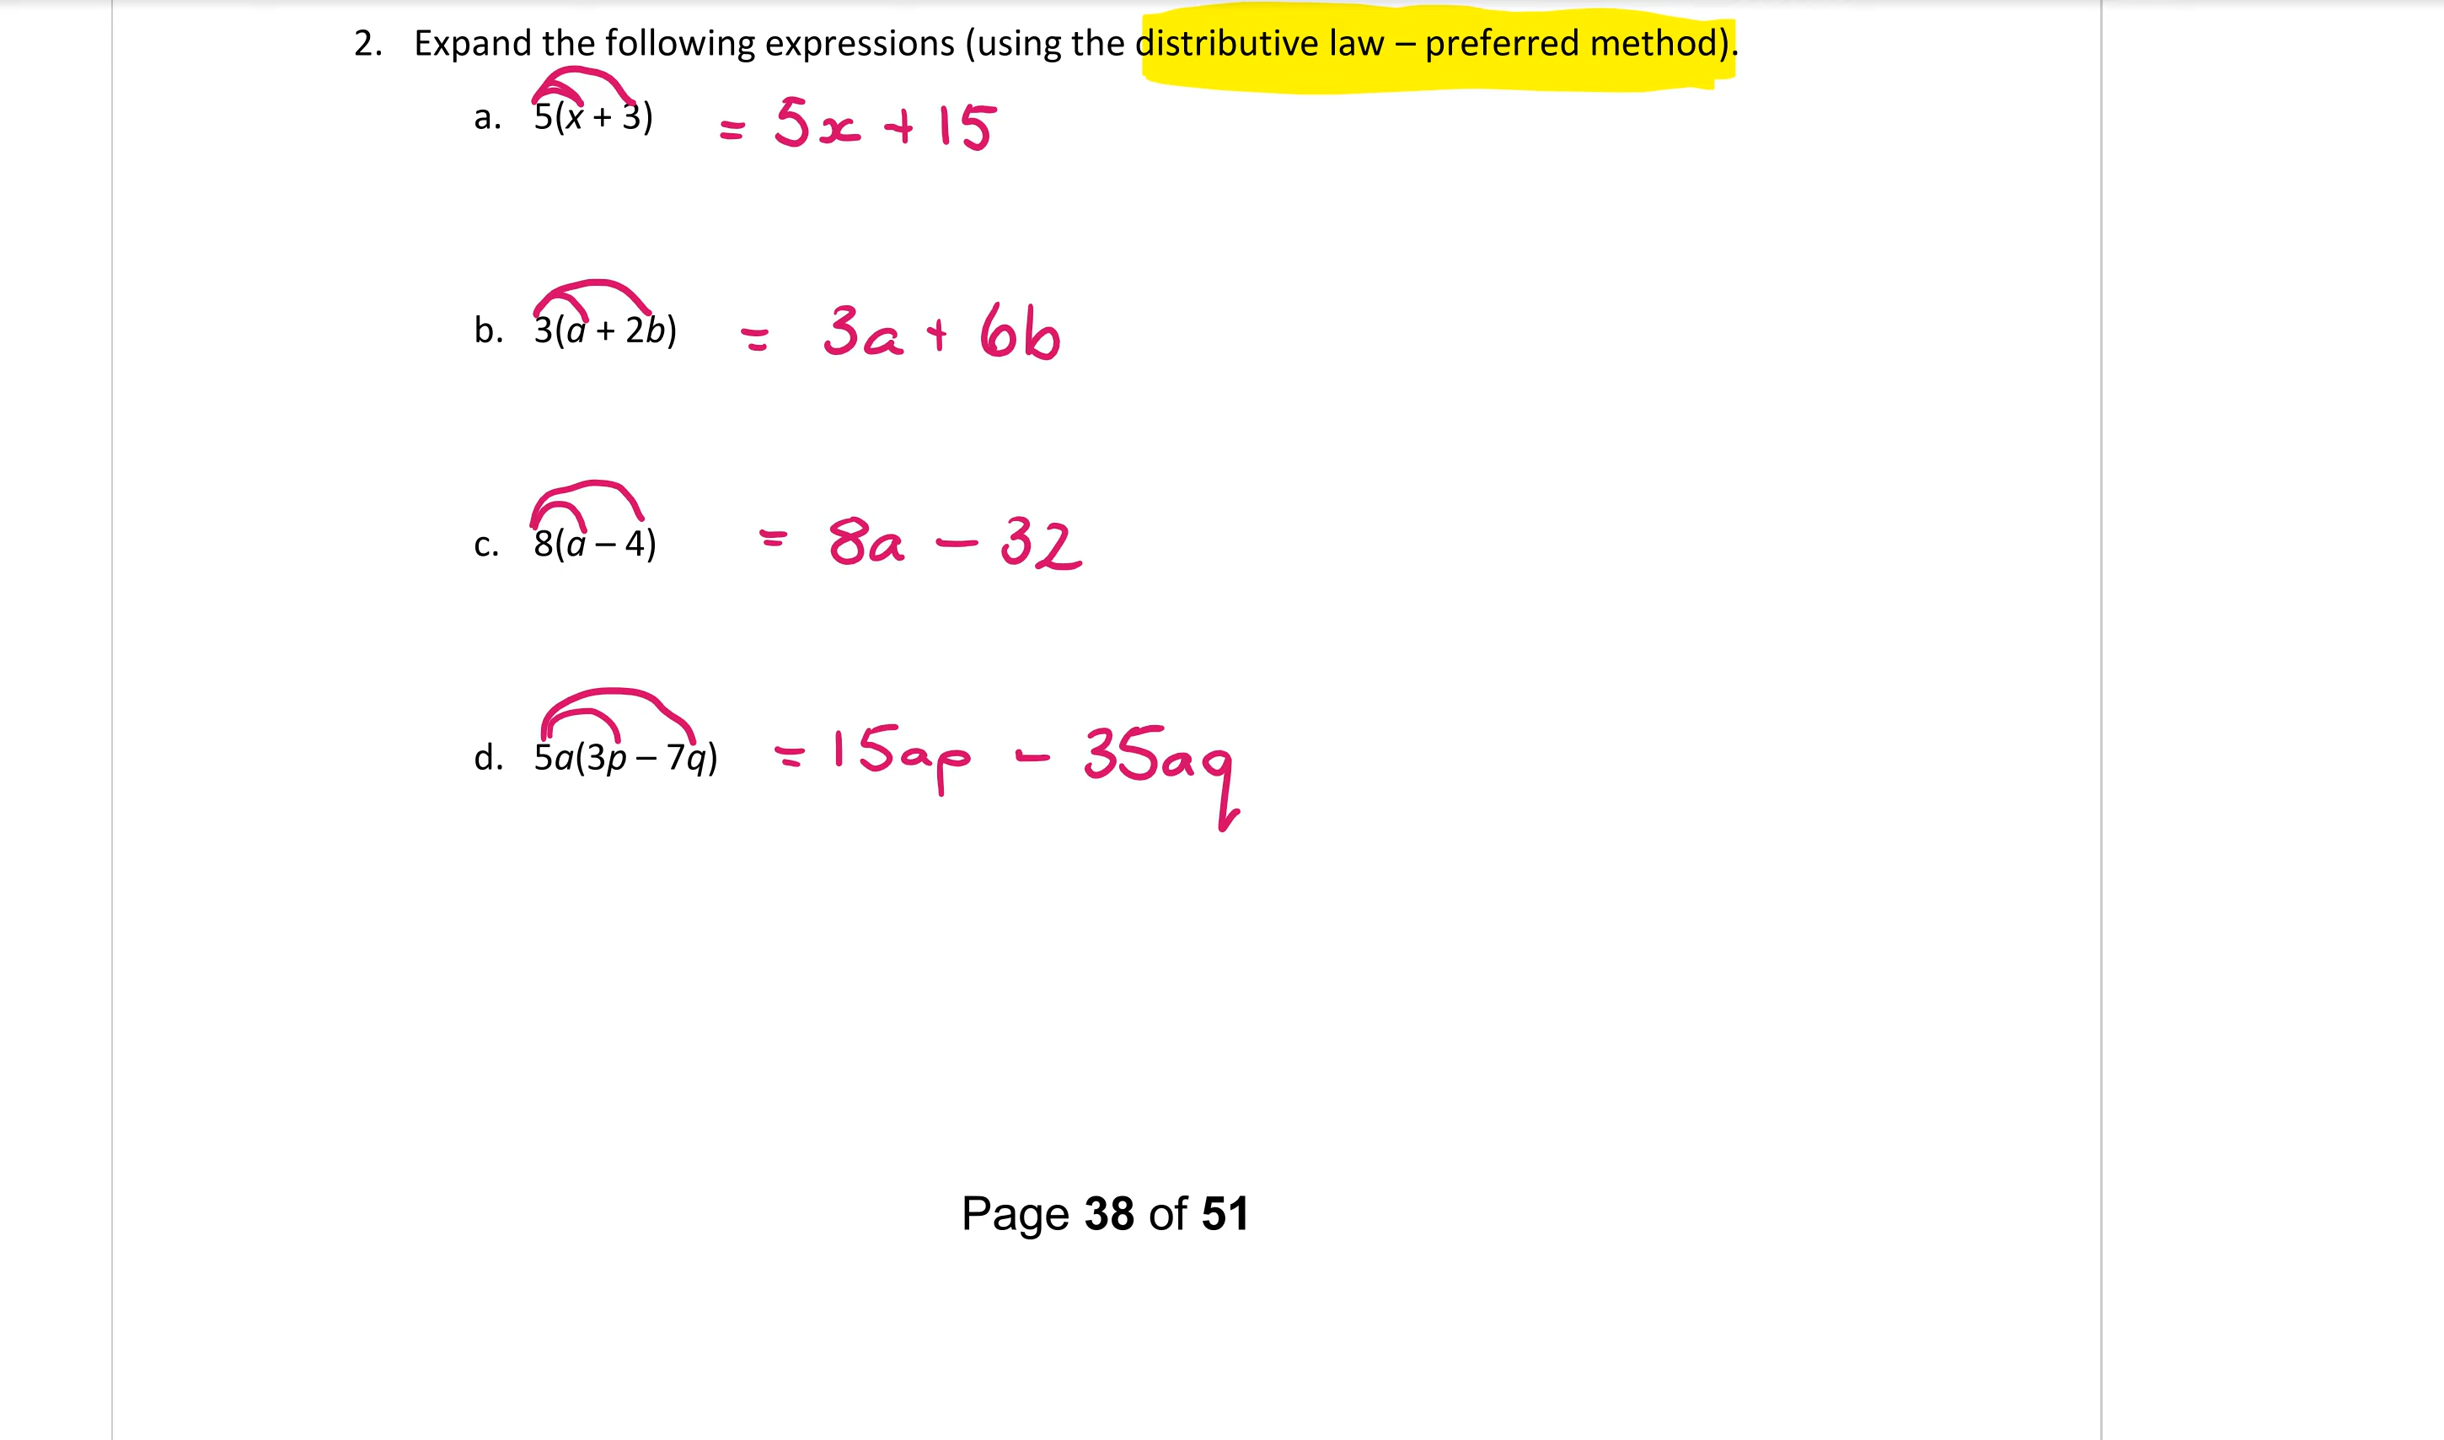 2. Expand the following expressions (using the distributive law – preferred method).
a. 5(x + 3) = 5x + 15
b. 3(a + 2b) = 3a + 6b
c. 8(a – 4) = 8a – 32
d. 5a(3p – 7q) = 15ap – 35aq
Page 38 of 51